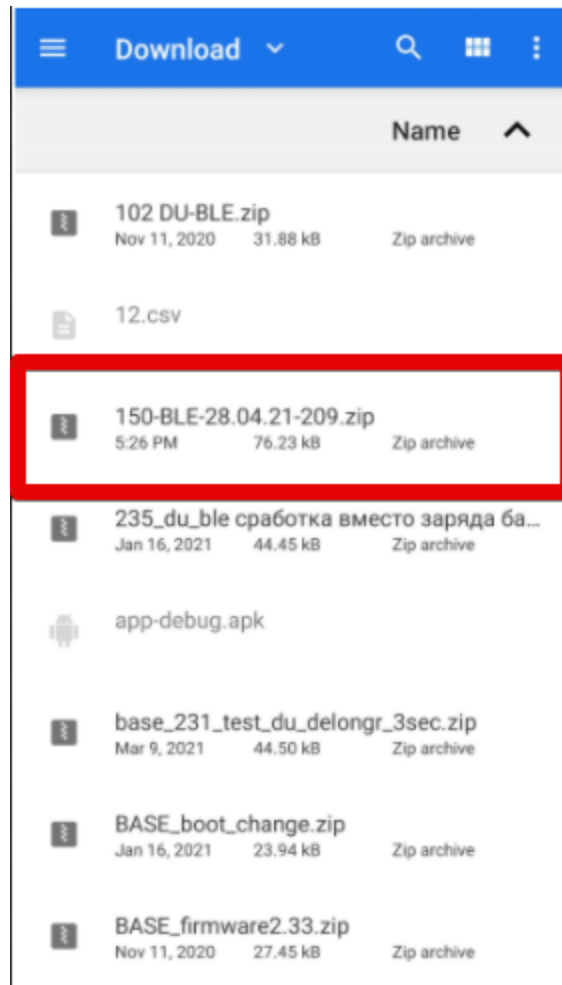 Download
Name
102 DU-BLE.zip
Nov 11, 2020 31.88 kB Zip archive
12.csv
150-BLE-28.04.21-209.zip
5:26 PM 76.23 kB Zip archive
235_du_ble сработка вместо заряда ба...
Jan 16, 2021 44.45 kB Zip archive
app-debug.apk
base_231_test_du_delongr_3sec.zip
Mar 9, 2021 44.50 kB Zip archive
BASE_boot_change.zip
Jan 16, 2021 23.94 kB Zip archive
BASE_firmware2.33.zip
Nov 11, 2020 27.45 kB Zip archive